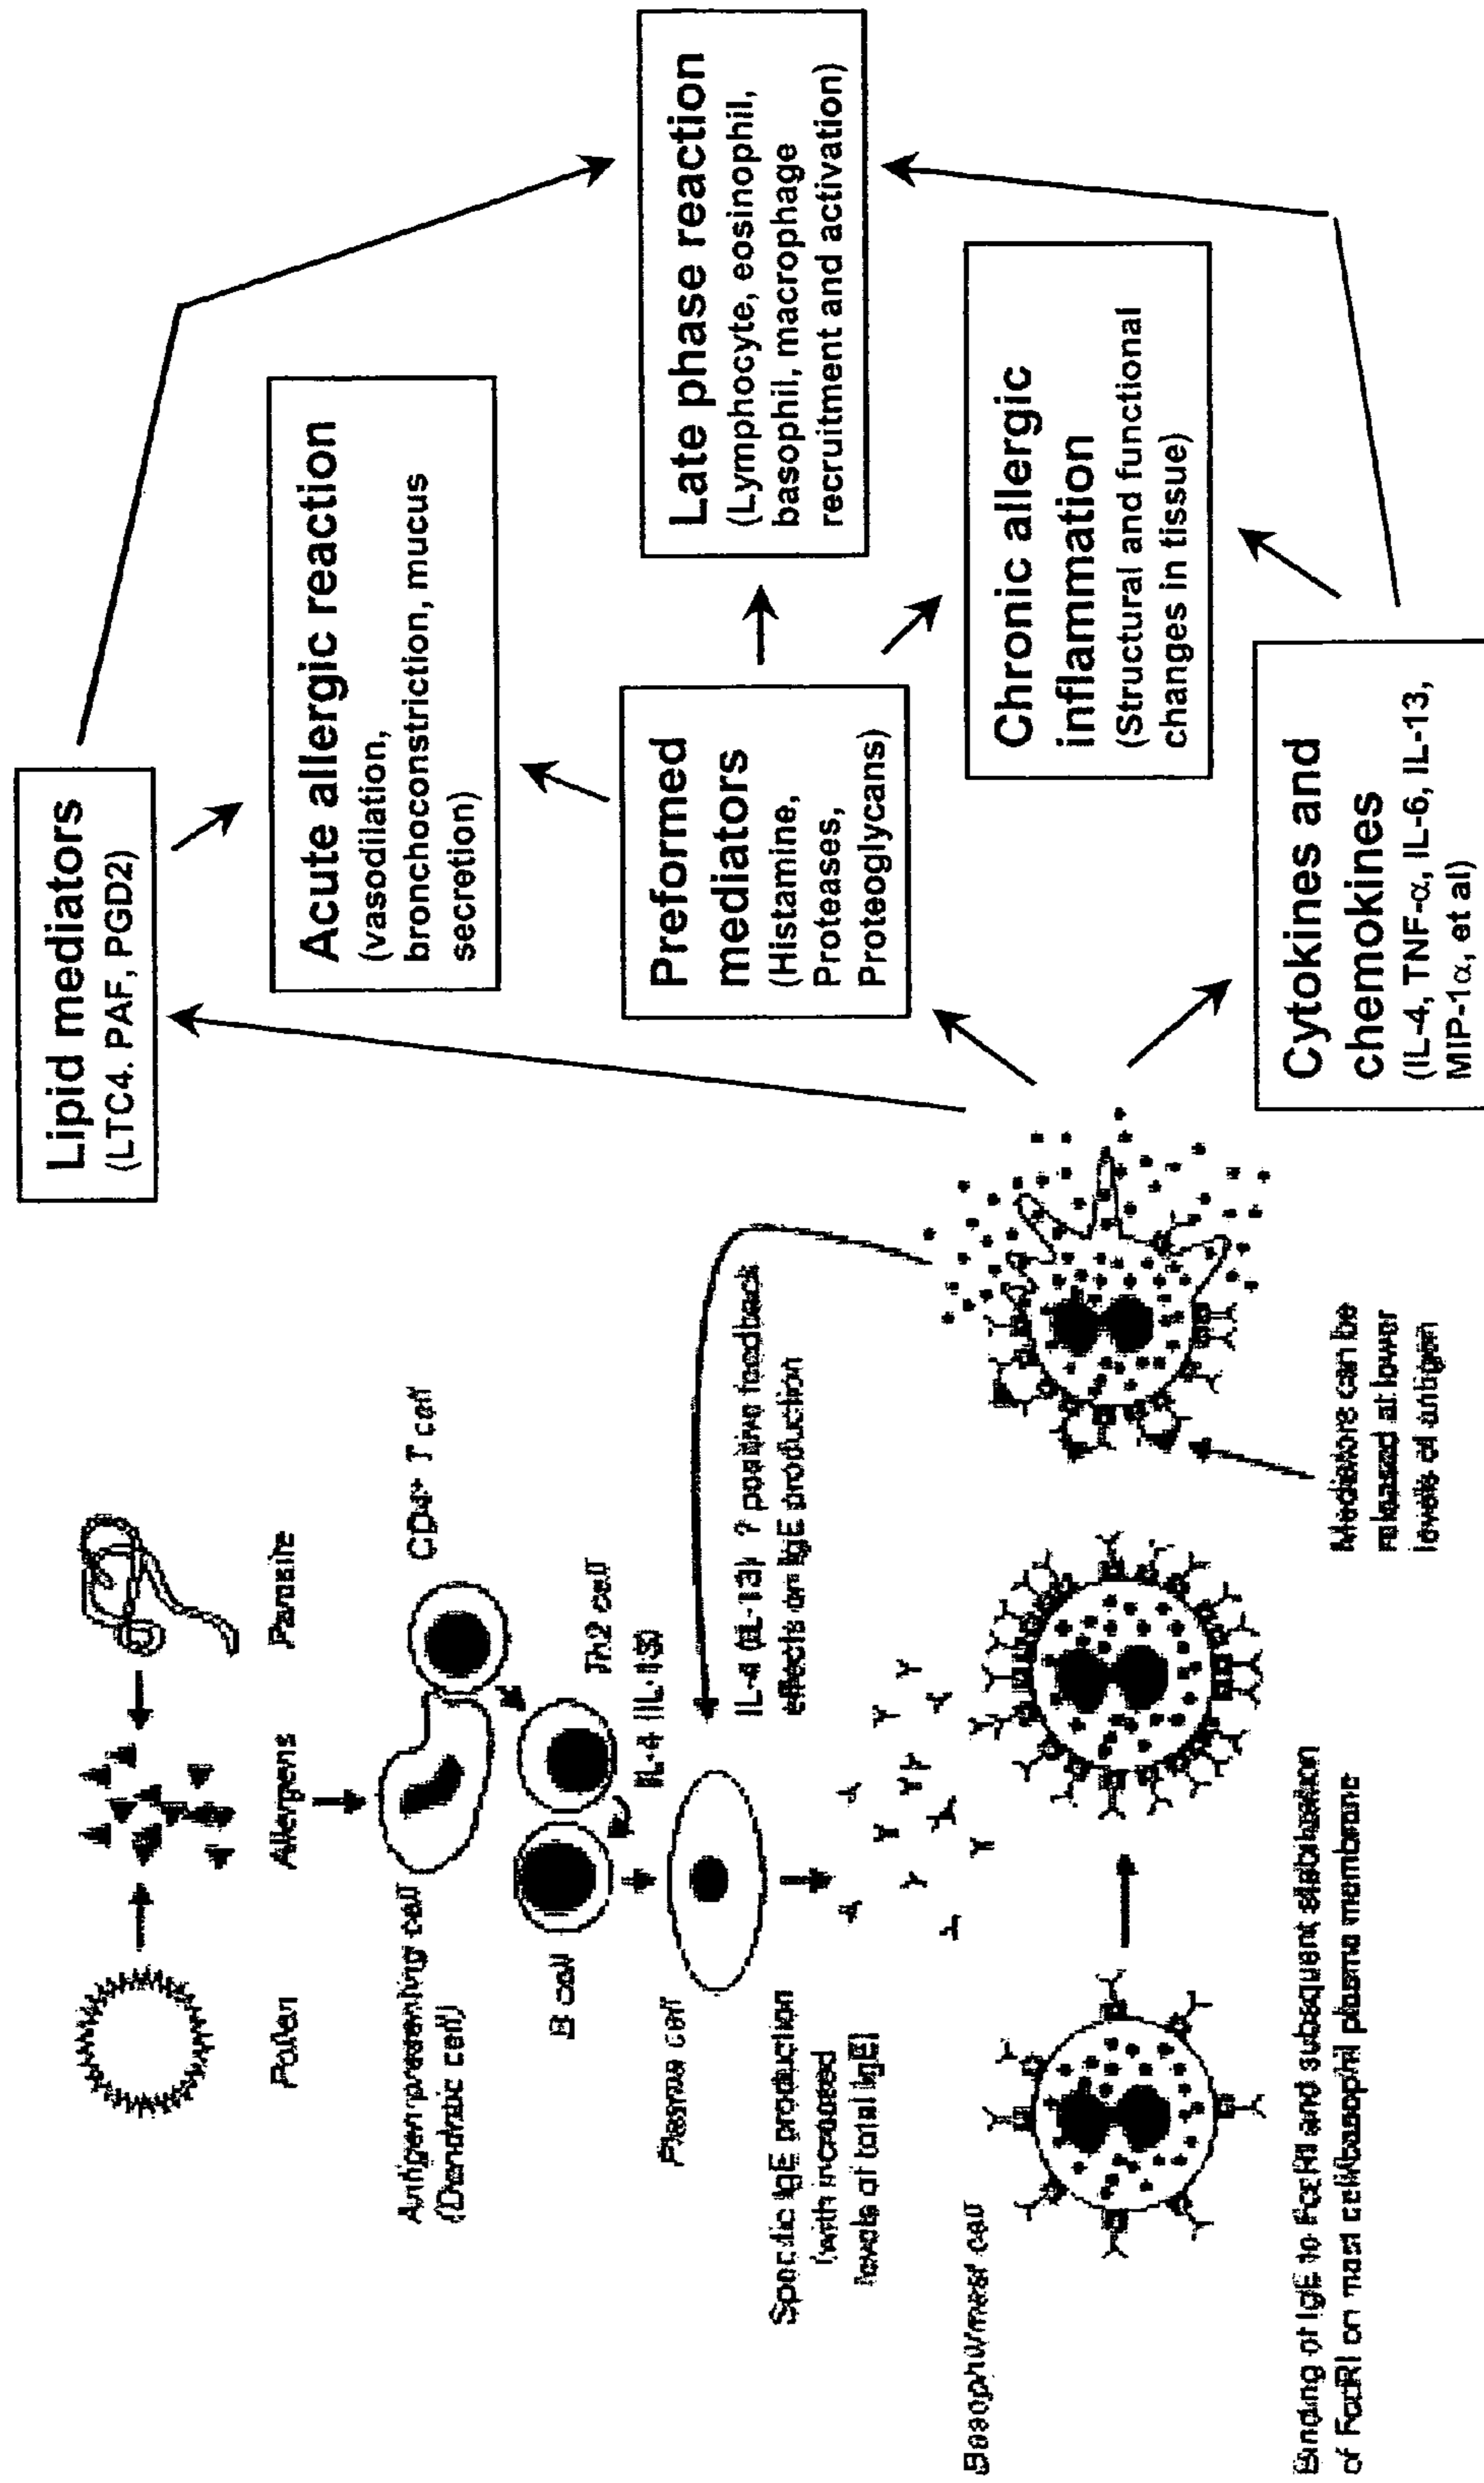 Pollen
Allergens
Parasite
Antigen presenting cell
(Dendritic cell)
CD4+ T cell
B cell
Th2 cell
IL-4 (IL-13)
Plasma cell
IL-4 (IL-13) ? positive feedback
effects on IgE production
Specific IgE production
(with increased
levels of total IgE)
Basophil/mast cell
Binding of IgE to FcεRI and subsequent stabilization
of FcεRI on mast cell/basophil plasma membrane
Mediators can be
released at lower
levels of antigen
Lipid mediators
(LTC4. PAF, PGD2)
Acute allergic reaction
(vasodilation,
bronchoconstriction, mucus
secretion)
Preformed
mediators
(Histamine,
Proteases,
Proteoglycans)
Late phase reaction
(Lymphocyte, eosinophil,
basophil, macrophage
recruitment and activation)
Chronic allergic
inflammation
(Structural and functional
changes in tissue)
Cytokines and
chemokines
(IL-4, TNF-α, IL-6, IL-13,
MIP-1α, et al)